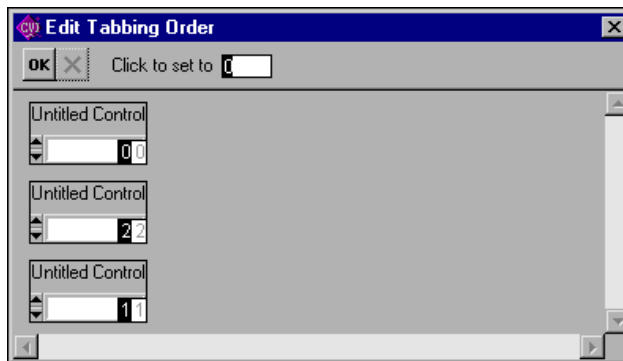 CVI Edit Tabbing Order
OK Click to set to 0
Untitled Control
0 0
Untitled Control
2 2
Untitled Control
1 1